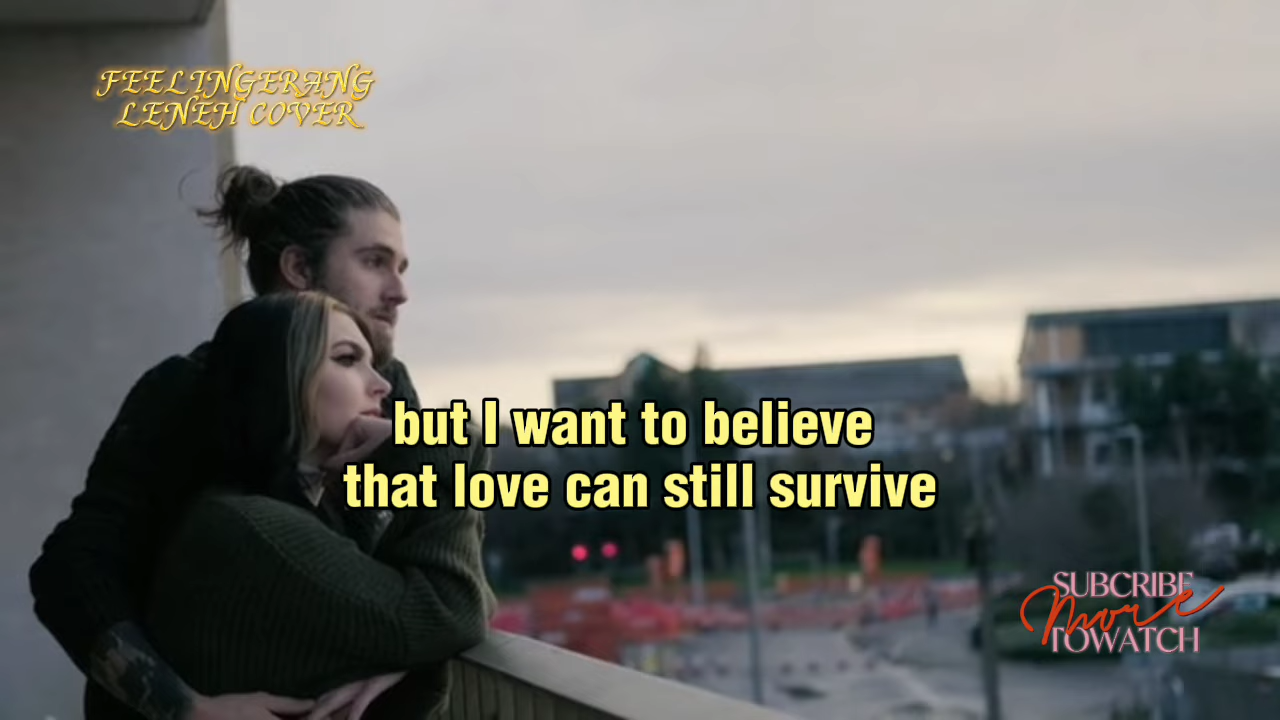 FEELINGERANG
LENEH COVER
but I want to believe
that love can still survive
SUBCRIBE
More
TOWATCH